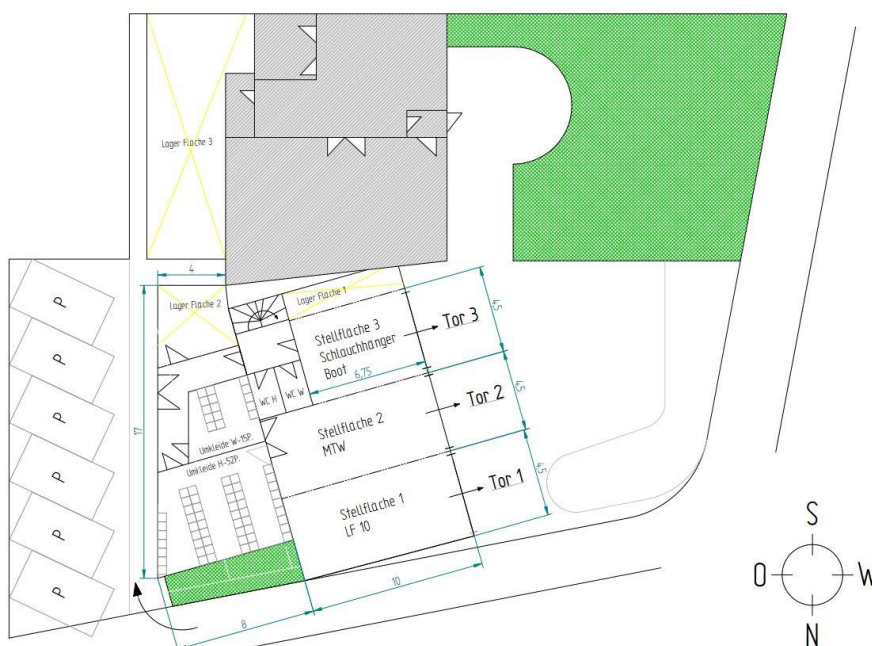 Lager Fläche 3
4
Lager Fläche 2
Lager Fläche 1
Stellfläche 3
Schlauchhänger
Boot
6,75
Tor 3
4,5
P
P
P
P
P
P
17
WC H
WC W
Umkleide W-15P.
Umkleide H-52P.
Stellfläche 2
MTW
Tor 2
4,5
Stellfläche 1
LF 10
Tor 1
4,5
8
10
S
O
W
N